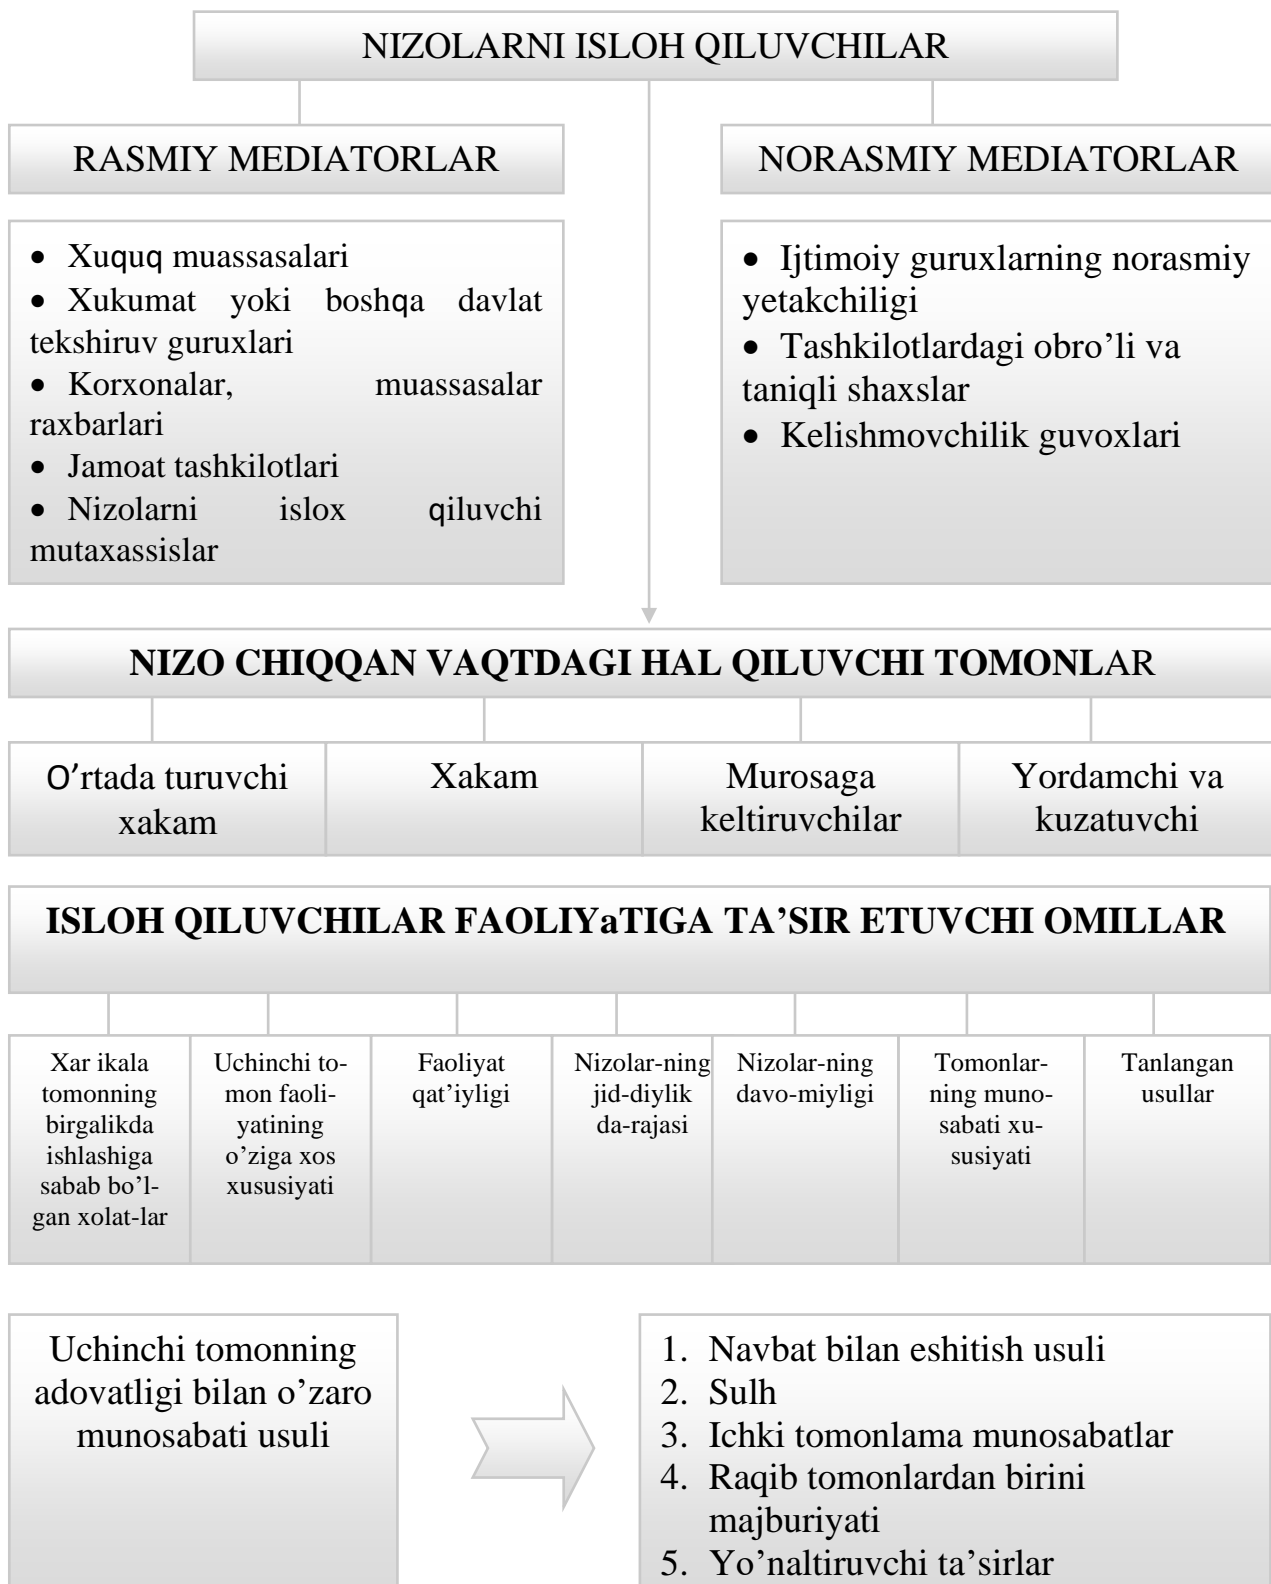 NIZOLARNI ISLOH QILUVCHILAR
RASMIY MEDIATORLAR
• Xuquq muassasalari
• Xukumat yoki boshqa davlat
tekshiruv guruxlari
• Korxonalar, muassasalar
raxbarlari
• Jamoat tashkilotlari
• Nizolarni islox qiluvchi
mutaxassislar
NORASMIY MEDIATORLAR
• Ijtimoiy guruxlarning norasmiy
yetakchiligi
• Tashkilotlardagi obro’li va
taniqli shaxslar
• Kelishmovchilik guvoxlari
NIZO CHIQQAN VAQTDAGI HAL QILUVCHI TOMONLAR
O’rtada turuvchi
xakam
Xakam
Murosaga
keltiruvchilar
Yordamchi va
kuzatuvchi
ISLOH QILUVCHILAR FAOLIYaTIGA TA’SIR ETUVCHI OMILLAR
Xar ikala
tomonning
birgalikda
ishlashiga
sabab bo’l-
gan xolat-lar
Uchinchi to-
mon faoli-
yatining
o’ziga xos
xususiyati
Faoliyat
qat’iyligi
Nizolar-ning
jid-diylik
da-rajasi
Nizolar-ning
davo-miyligi
Tomonlar-
ning muno-
sabati xu-
susiyati
Tanlangan
usullar
Uchinchi tomonning
adovatligi bilan o’zaro
munosabati usuli
1. Navbat bilan eshitish usuli
2. Sulh
3. Ichki tomonlama munosabatlar
4. Raqib tomonlardan birini
majburiyati
5. Yo’naltiruvchi ta’sirlar